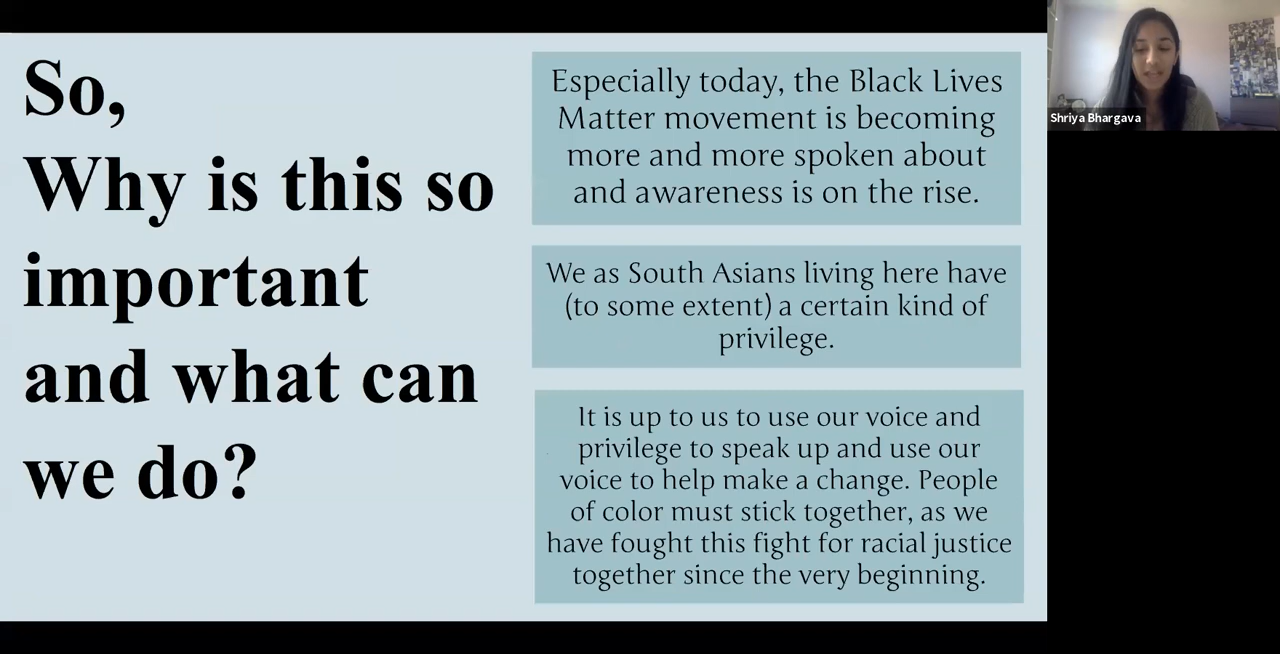 So,
Why is this so
important
and what can
we do?
Especially today, the Black Lives
Matter movement is becoming
more and more spoken about
and awareness is on the rise.
We as South Asians living here have
(to some extent) a certain kind of
privilege.
It is up to us to use our voice and
privilege to speak up and use our
voice to help make a change. People
of color must stick together, as we
have fought this fight for racial justice
together since the very beginning.
Shriya Bhargava